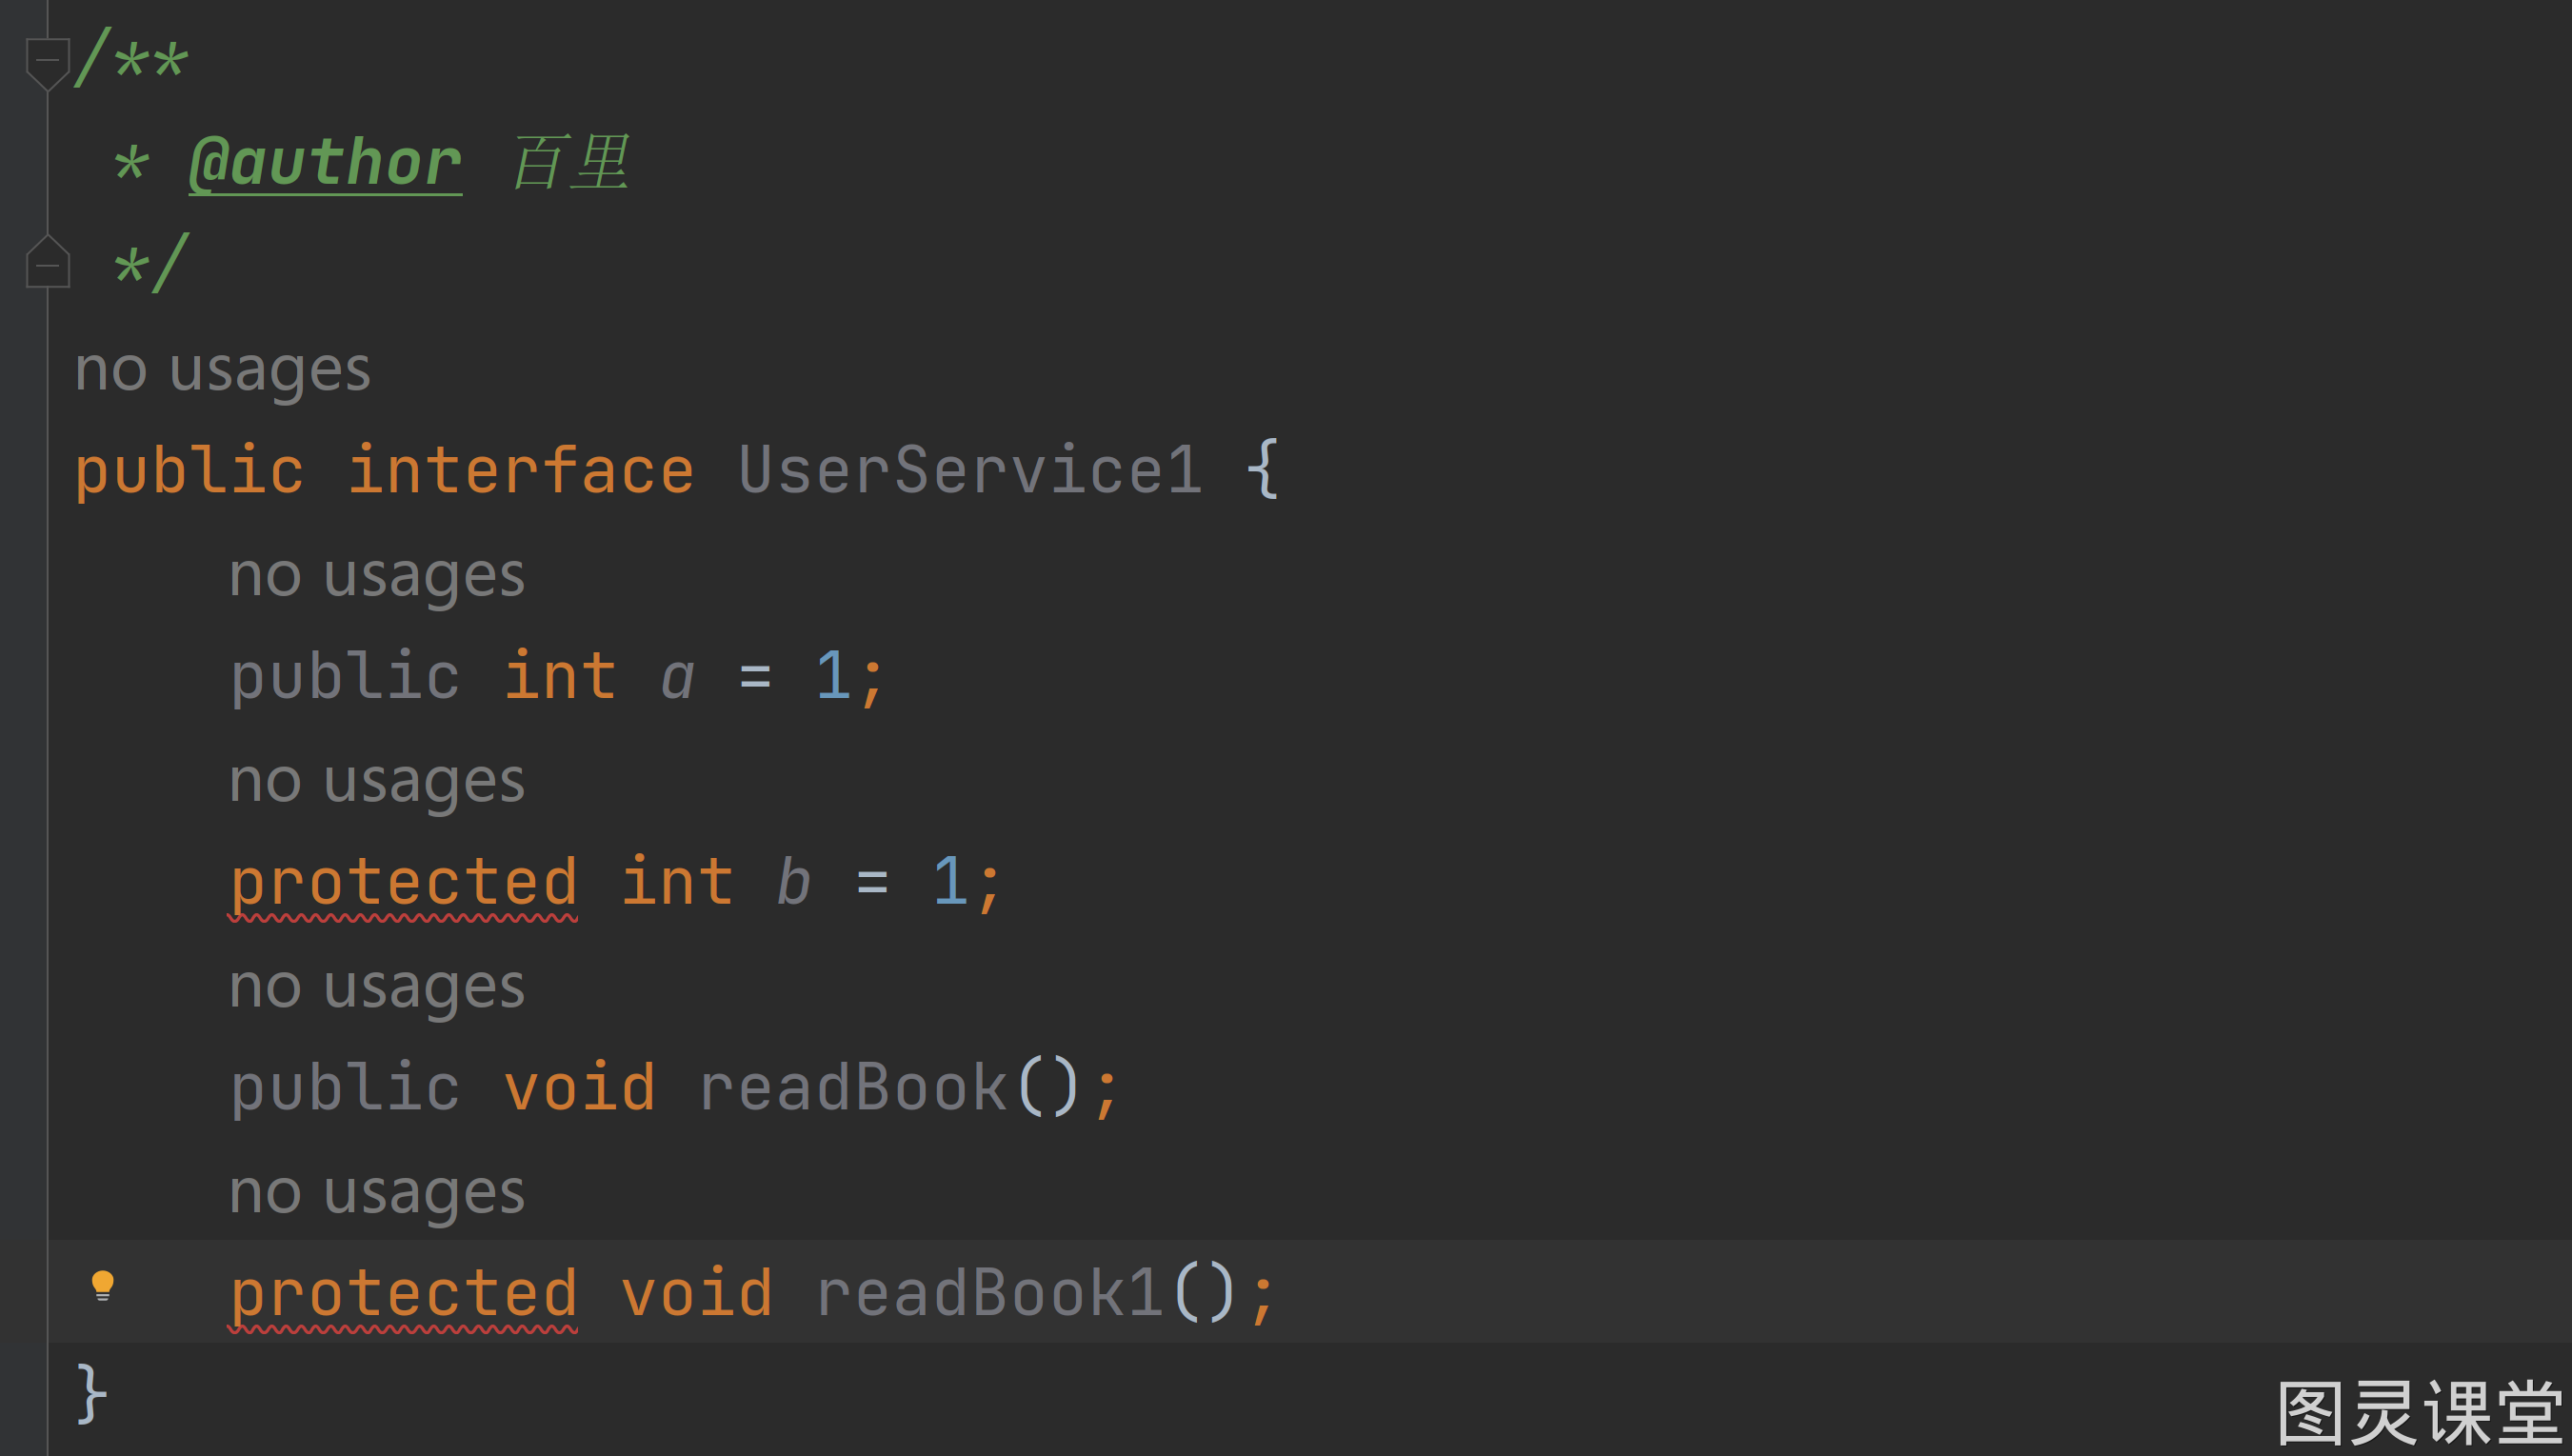 /**
 * @author 百里
 */
no usages
public interface UserService1 {
    no usages
    public int a = 1;
    no usages
    protected int b = 1;
    no usages
    public void readBook();
    no usages
    protected void readBook1();
}
图灵课堂